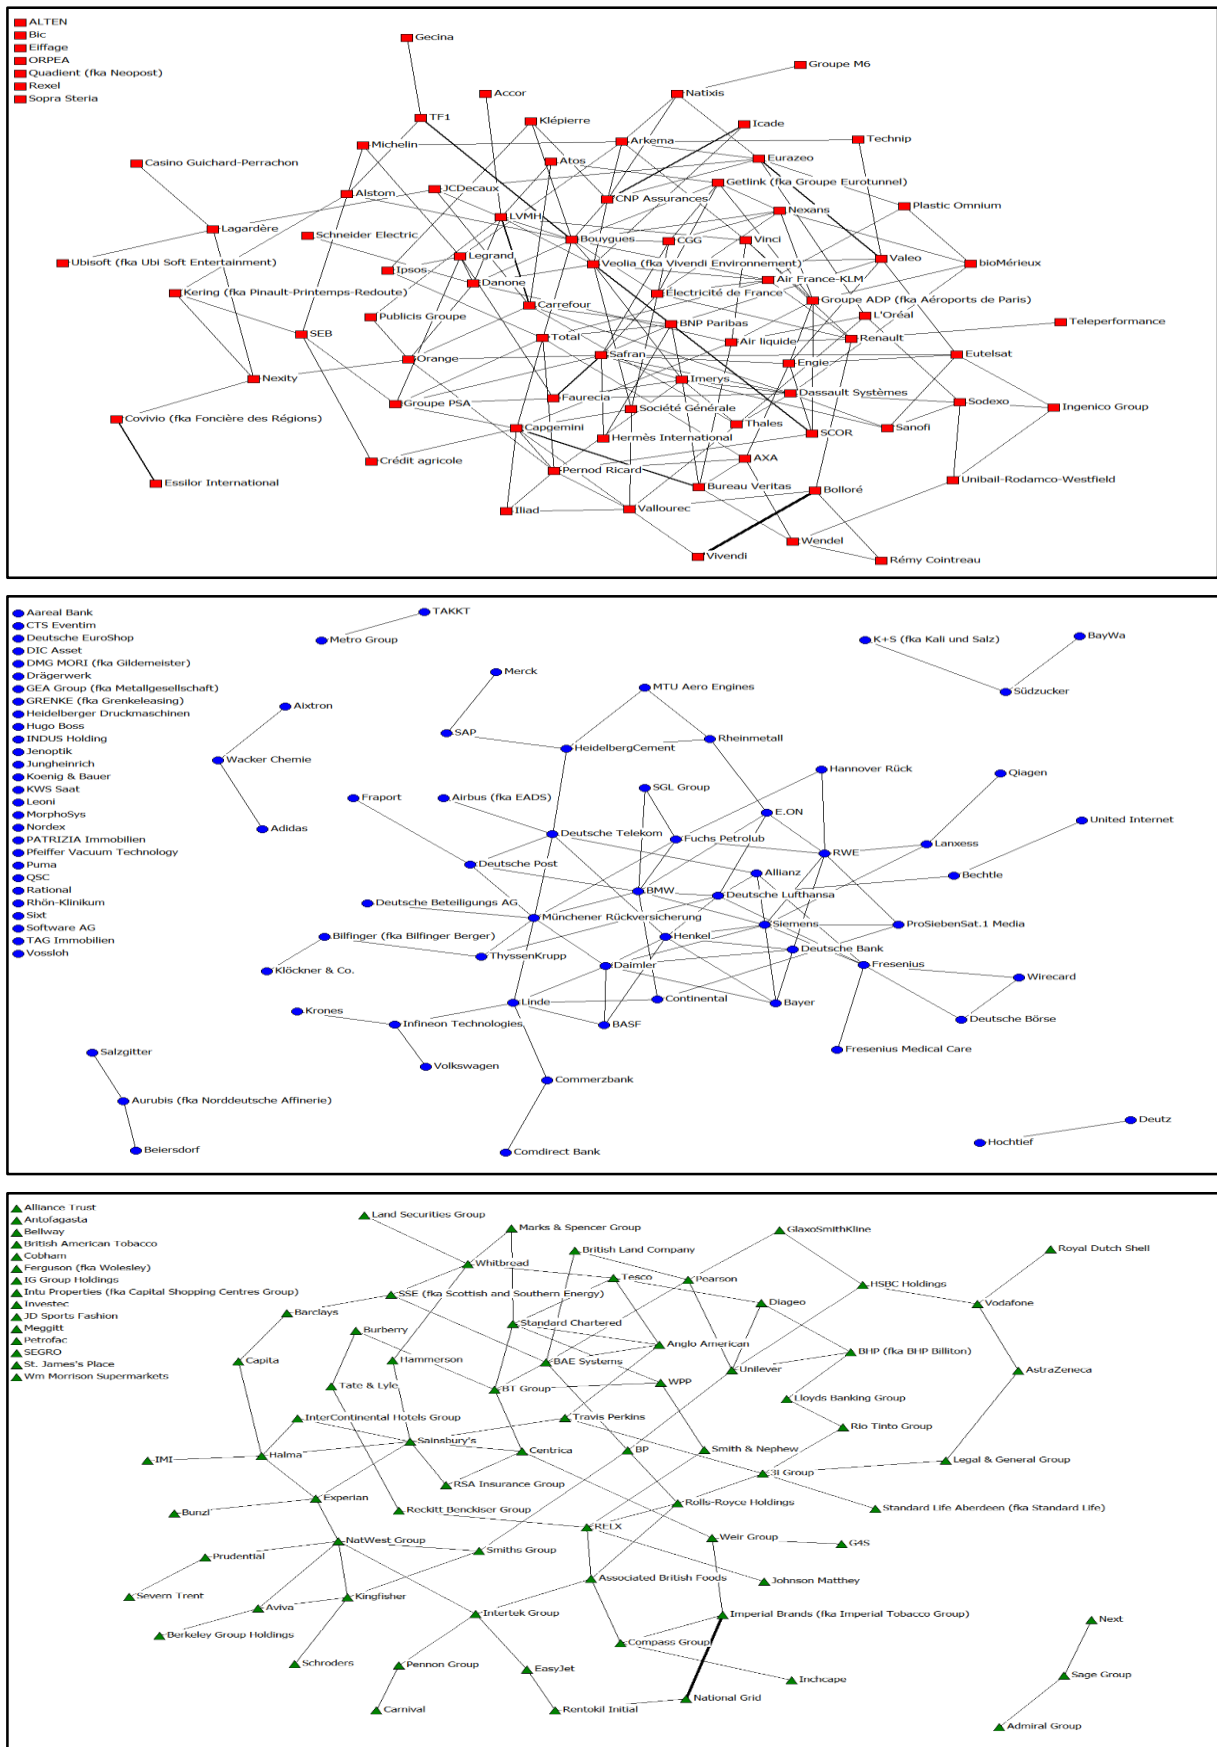 ALTEN
Bic
Eiffage
ORPEA
Quadient (fka Neopost)
Rexel
Sopra Steria
Gecina
Groupe M6
Accor
Natixis
TF1
Klépierre
Icade
Michelin
Arkema
Technip
Casino Guichard-Perrachon
Atos
Eurazeo
Alstom
JCDecaux
Getlink (fka Groupe Eurotunnel)
CNP Assurances
Plastic Omnium
LVMH
Nexans
Lagardère
Schneider Electric
Bouygues
CGG
Vinci
Ubisoft (fka Ubi Soft Entertainment)
Ipsos
Legrand
Veolia (fka Vivendi Environnement)
Valeo
bioMérieux
Danone
Air France-KLM
Kering (fka Pinault-Printemps-Redoute)
Électricité de France
Groupe ADP (fka Aéroports de Paris)
Carrefour
Publicis Groupe
L'Oréal
BNP Paribas
Teleperformance
SEB
Total
Air liquide
Renault
Orange
Safran
Engie
Eutelsat
Nexity
Imerys
Dassault Systèmes
Groupe PSA
Faurecia
Société Générale
Sodexo
Ingenico Group
Covivio (fka Foncière des Régions)
Capgemini
Thales
SCOR
Sanofi
Hermès International
Crédit agricole
AXA
Pernod Ricard
Essilor International
Bureau Veritas
Bolloré
Unibail-Rodamco-Westfield
Iliad
Vallourec
Wendel
Vivendi
Rémy Cointreau
Aareal Bank
CTS Eventim
Deutsche EuroShop
DIC Asset
DMG MORI (fka Gildemeister)
Drägerwerk
GEA Group (fka Metallgesellschaft)
GRENKE (fka Grenkeleasing)
Heidelberger Druckmaschinen
Hugo Boss
INDUS Holding
Jenoptik
Jungheinrich
Koenig & Bauer
KWS Saat
Leoni
MorphoSys
Nordex
PATRIZIA Immobilien
Pfeiffer Vacuum Technology
Puma
QSC
Rational
Rhön-Klinikum
Sixt
Software AG
TAG Immobilien
Vossloh
TAKKT
Metro Group
K+S (fka Kali und Salz)
BayWa
Merck
MTU Aero Engines
Südzucker
Aixtron
SAP
HeidelbergCement
Rheinmetall
Wacker Chemie
Hannover Rück
Qiagen
SGL Group
Fraport
Airbus (fka EADS)
E.ON
United Internet
Adidas
Deutsche Telekom
Fuchs Petrolub
RWE
Lanxess
Deutsche Post
Allianz
Bechtle
BMW
Deutsche Lufthansa
Deutsche Beteiligungs AG
Münchener Rückversicherung
Siemens
ProSiebenSat.1 Media
Bilfinger (fka Bilfinger Berger)
Henkel
Deutsche Bank
ThyssenKrupp
Klöckner & Co.
Daimler
Fresenius
Wirecard
Linde
Continental
Bayer
Krones
Infineon Technologies
BASF
Deutsche Börse
Salzgitter
Volkswagen
Fresenius Medical Care
Commerzbank
Aurubis (fka Norddeutsche Affinerie)
Deutz
Beiersdorf
Comdirect Bank
Hochtief
Alliance Trust
Antofagasta
Bellway
British American Tobacco
Cobham
Ferguson (fka Wolesley)
IG Group Holdings
Intu Properties (fka Capital Shopping Centres Group)
Investec
JD Sports Fashion
Meggitt
Petrofac
SEGRO
St. James's Place
Wm Morrison Supermarkets
Land Securities Group
Marks & Spencer Group
GlaxoSmithKline
British Land Company
Royal Dutch Shell
Whitbread
Tesco
Pearson
HSBC Holdings
SSE (fka Scottish and Southern Energy)
Diageo
Vodafone
Barclays
Standard Chartered
Burberry
Anglo American
BHP (fka BHP Billiton)
Capita
Hammerson
BAE Systems
Unilever
AstraZeneca
Tate & Lyle
BT Group
WPP
Lloyds Banking Group
InterContinental Hotels Group
Travis Perkins
Rio Tinto Group
Sainsbury's
Centrica
BP
Smith & Nephew
IMI
Halma
Legal & General Group
3I Group
RSA Insurance Group
Experian
Bunzl
Reckitt Benckiser Group
Rolls-Royce Holdings
Standard Life Aberdeen (fka Standard Life)
RELX
NatWest Group
Weir Group
G4S
Smiths Group
Prudential
Associated British Foods
Johnson Matthey
Severn Trent
Kingfisher
Aviva
Intertek Group
Imperial Brands (fka Imperial Tobacco Group)
Next
Berkeley Group Holdings
Compass Group
Schroders
Pennon Group
EasyJet
Sage Group
Inchcape
National Grid
Carnival
Rentokil Initial
Admiral Group